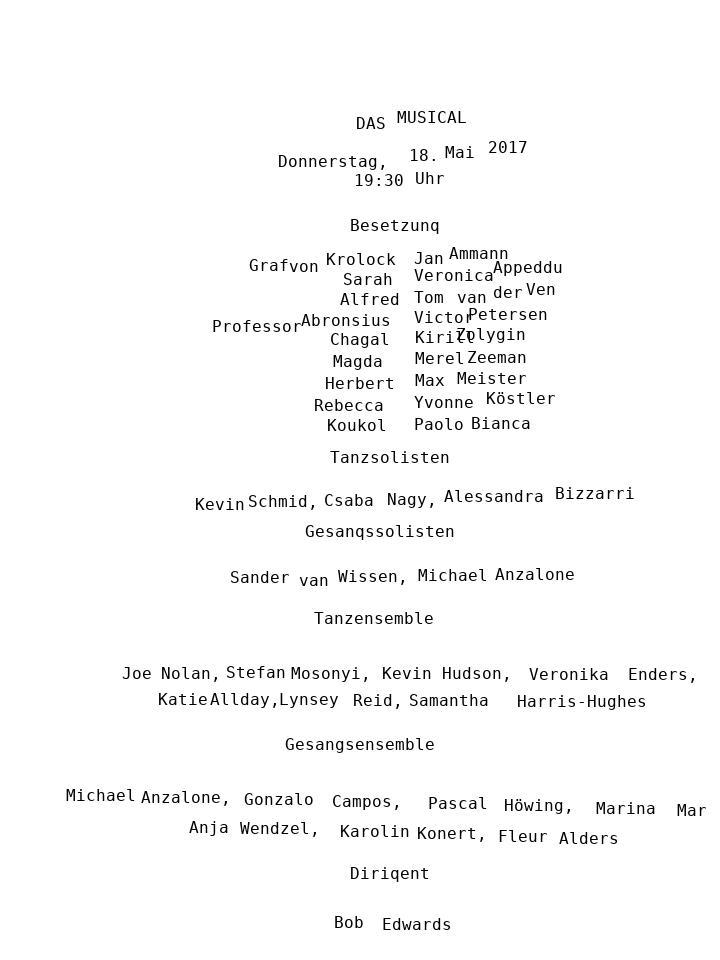 DAS MUSICAL
Donnerstag, 18. Mai 2017
19:30 Uhr
Besetzunq
Graf von Krolock Jan Ammann
Sarah Veronica Appeddu
Alfred Tom van der Ven
Professor Abronsius Victor Petersen
Chagal Kirill Zolygin
Magda Merel Zeeman
Herbert Max Meister
Rebecca Yvonne Köstler
Koukol Paolo Bianca
Tanzsolisten
Kevin Schmid, Csaba Nagy, Alessandra Bizzarri
Gesanqssolisten
Sander van Wissen, Michael Anzalone
Tanzensemble
Joe Nolan, Stefan Mosonyi, Kevin Hudson, Veronika Enders,
Katie Allday, Lynsey Reid, Samantha Harris-Hughes
Gesangsensemble
Michael Anzalone, Gonzalo Campos, Pascal Höwing, Marina Mar
Anja Wendzel, Karolin Konert, Fleur Alders
Diriqent
Bob Edwards